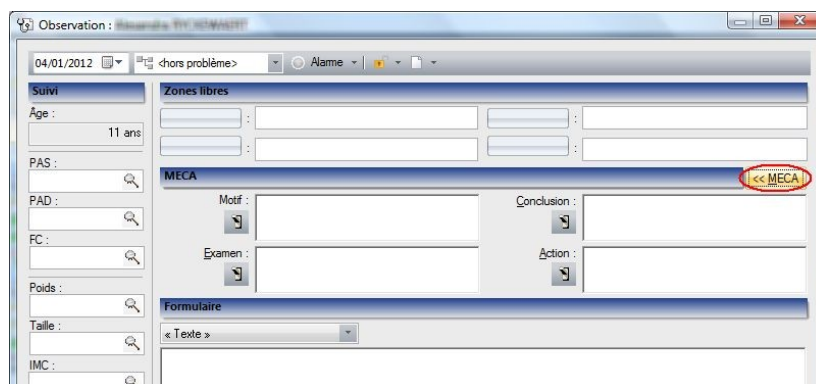 Observation :
04/01/2012 <hors problème> Alarme
Suivi
Âge :
11 ans
PAS :
PAD :
FC :
Poids :
Taille :
IMC :
Zones libres
:
:
:
:
MECA
<< MECA
Motif :
Conclusion :
Examen :
Action :
Formulaire
« Texte »